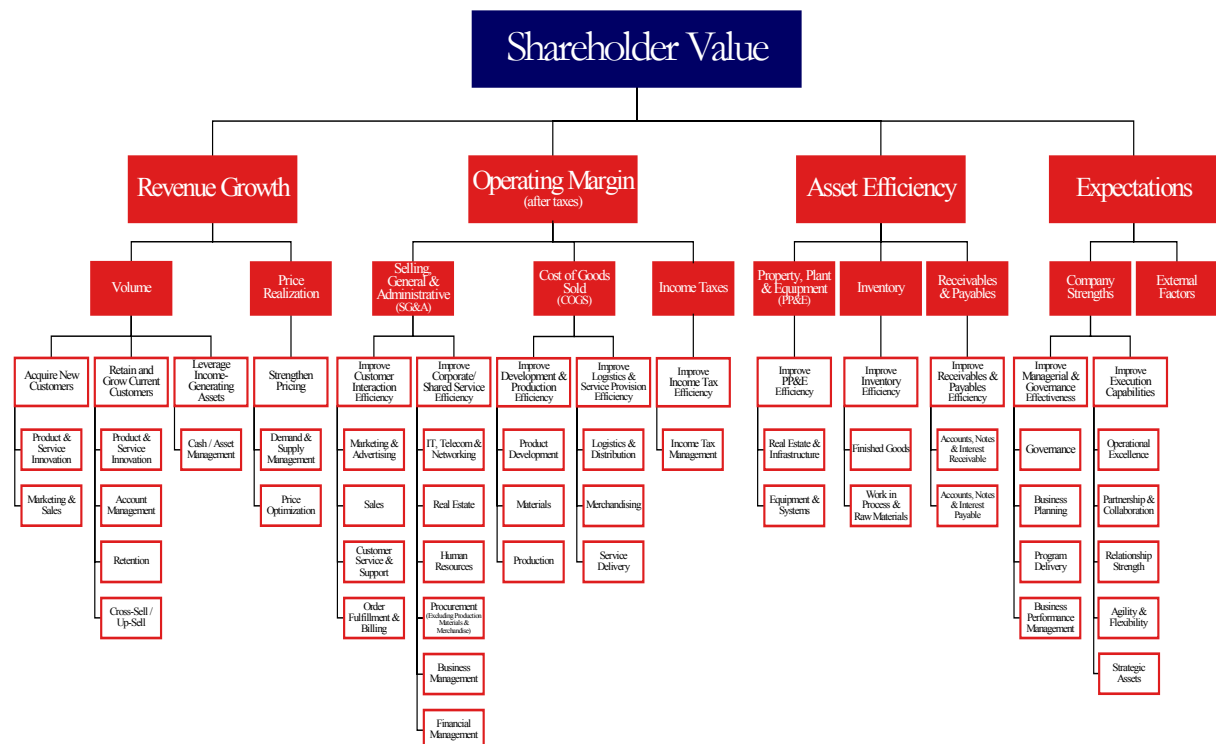 Shareholder Value
Revenue Growth
Operating Margin
(after taxes)
Asset Efficiency
Expectations
Volume
Price
Realization
Selling,
General &
Administrative
(SG&A)
Cost of Goods
Sold
(COGS)
Income Taxes
Property, Plant
& Equipment
(PP&E)
Inventory
Receivables
& Payables
Company
Strengths
External
Factors
Acquire New
Customers
Retain and
Grow Current
Customers
Leverage
Income-
Generating
Assets
Strengthen
Pricing
Improve
Customer
Interaction
Efficiency
Improve
Corporate/
Shared Service
Efficiency
Improve
Development &
Production
Efficiency
Improve
Logistics &
Service Provision
Efficiency
Improve
Income Tax
Efficiency
Improve
PP&E
Efficiency
Improve
Inventory
Efficiency
Improve
Receivables &
Payables
Efficiency
Improve
Managerial &
Governance
Effectiveness
Improve
Execution
Capabilities
Product &
Service
Innovation
Marketing &
Sales
Product &
Service
Innovation
Account
Management
Retention
Cross-Sell /
Up-Sell
Cash / Asset
Management
Demand &
Supply
Management
Price
Optimization
Marketing &
Advertising
Sales
Customer
Service &
Support
Order
Fulfillment &
Billing
IT, Telecom &
Networking
Real Estate
Human
Resources
Procurement
(Excluding Production
Materials &
Merchandise)
Business
Management
Financial
Management
Product
Development
Materials
Production
Logistics &
Distribution
Merchandising
Service
Delivery
Income Tax
Management
Real Estate &
Infrastructure
Equipment &
Systems
Finished Goods
Work in
Process &
Raw Materials
Accounts, Notes
& Interest
Receivable
Accounts, Notes
& Interest
Payable
Governance
Business
Planning
Program
Delivery
Business
Performance
Management
Operational
Excellence
Partnership &
Collaboration
Relationship
Strength
Agility &
Flexibility
Strategic
Assets